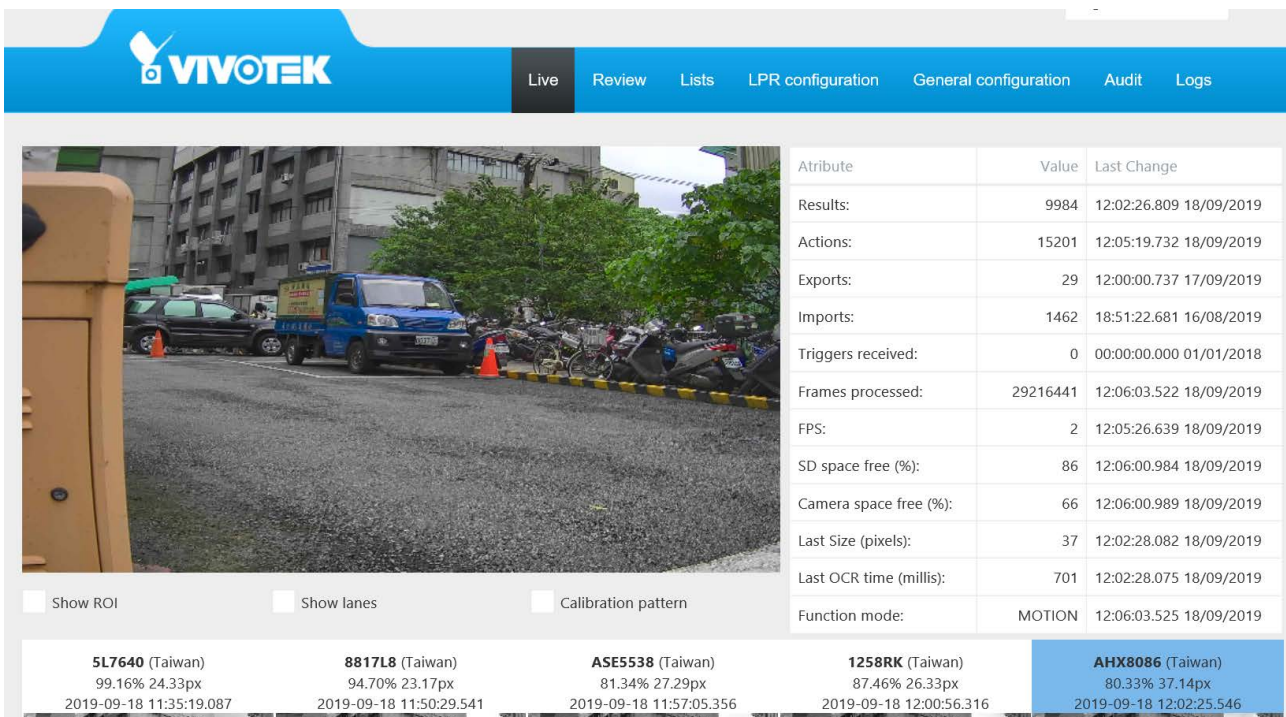 VIVOTEK
Live Review Lists LPR configuration General configuration Audit Logs
Atribute Value Last Change
Results: 9984 12:02:26.809 18/09/2019
Actions: 15201 12:05:19.732 18/09/2019
Exports: 29 12:00:00.737 17/09/2019
Imports: 1462 18:51:22.681 16/08/2019
Triggers received: 0 00:00:00.000 01/01/2018
Frames processed: 29216441 12:06:03.522 18/09/2019
FPS: 2 12:05:26.639 18/09/2019
SD space free (%): 86 12:06:00.984 18/09/2019
Camera space free (%): 66 12:06:00.989 18/09/2019
Last Size (pixels): 37 12:02:28.082 18/09/2019
Last OCR time (millis): 701 12:02:28.075 18/09/2019
Function mode: MOTION 12:06:03.525 18/09/2019
Show ROI Show lanes Calibration pattern
5L7640 (Taiwan) 8817L8 (Taiwan) ASE5538 (Taiwan) 1258RK (Taiwan) AHX8086 (Taiwan)
99.16% 24.33px 94.70% 23.17px 81.34% 27.29px 87.46% 26.33px 80.33% 37.14px
2019-09-18 11:35:19.087 2019-09-18 11:50:29.541 2019-09-18 11:57:05.356 2019-09-18 12:00:56.316 2019-09-18 12:02:25.546